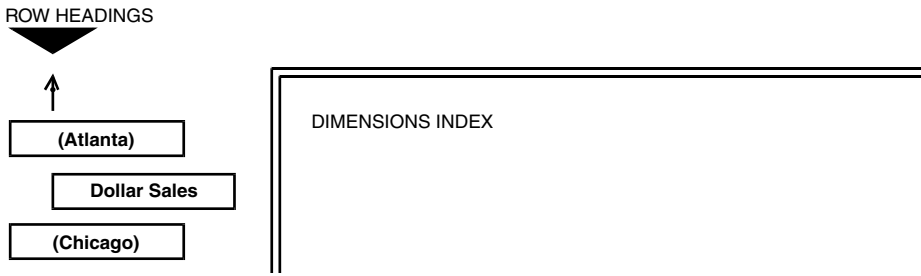 ROW HEADINGS
(Atlanta)
Dollar Sales
(Chicago)
DIMENSIONS INDEX